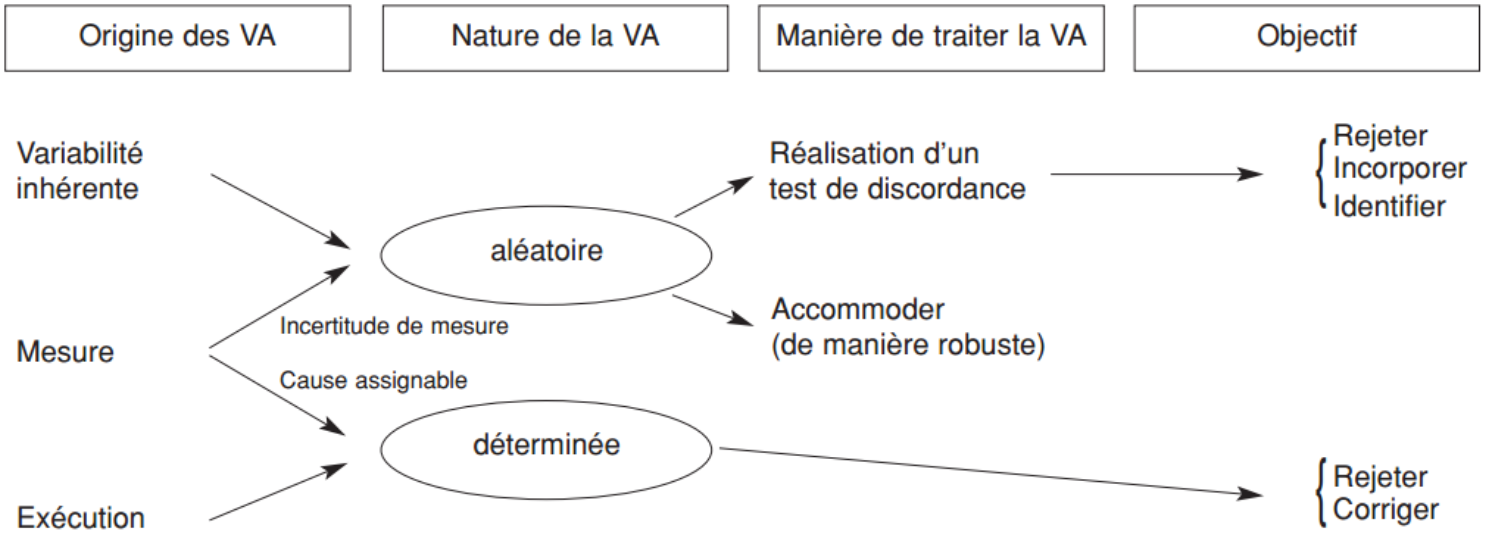 Origine des VA
Nature de la VA
Manière de traiter la VA
Objectif
Variabilité
inhérente
aléatoire
Réalisation d’un
test de discordance
Rejeter
Incorporer
Identifier
Accommoder
(de manière robuste)
Incertitude de mesure
Mesure
Cause assignable
déterminée
Rejeter
Corriger
Exécution